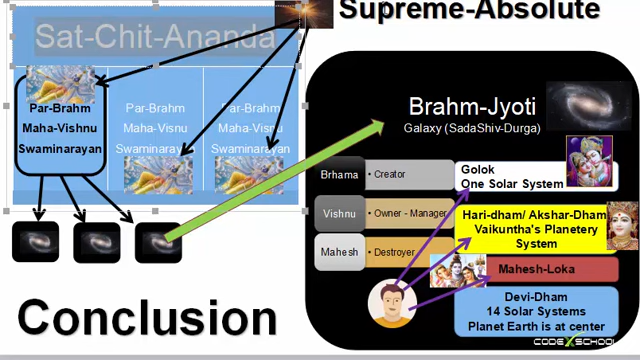 Supreme-Absolute
Sat-Chit-Ananda
Par-Brahm
Maha-Vishnu
Swaminarayan
Par-Brahm
Maha-Visnu
Swaminarayan
Par-Brahm
Maha-Visnu
Swaminarayan
Brahm-Jyoti
Galaxy (SadaShiv-Durga)
Brhama
• Creator
Golok
One Solar System
Vishnu
• Owner - Manager
Hari-dham/ Akshar-Dham
Vaikuntha's Planetery
System
Mahesh
• Destroyer
Mahesh-Loka
Devi-Dham
14 Solar Systems
Planet Earth is at center
Conclusion
CODEXSCHOOL